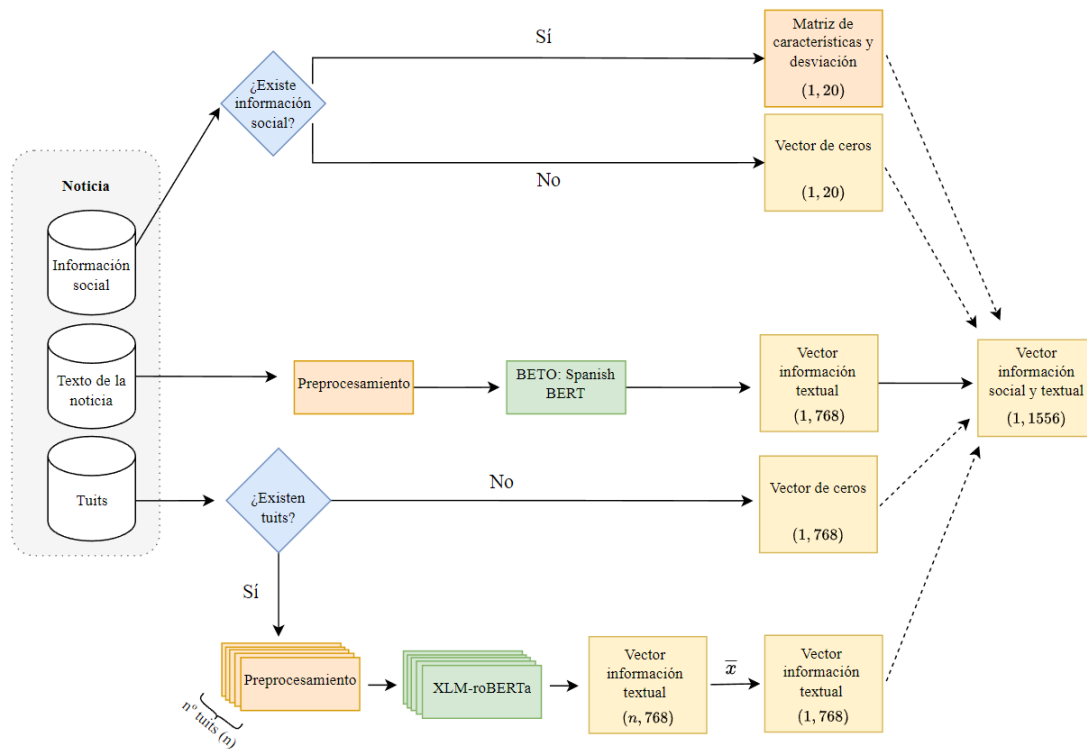 Sí
¿Existe
información
social?
Matriz de
características y
desviación
(1, 20)
No
Vector de ceros
(1, 20)
Noticia
Información
social
Texto de la
noticia
Preprocesamiento
BETO: Spanish
BERT
Vector
información
textual
(1, 768)
Vector
información
social y textual
(1, 1556)
Tuits
¿Existen
tuits?
No
Vector de ceros
(1, 768)
Sí
Preprocesamiento
nº tuits (n)
XLM-roBERTa
Vector
información
textual
(n, 768)
x̅
Vector
información
textual
(1, 768)